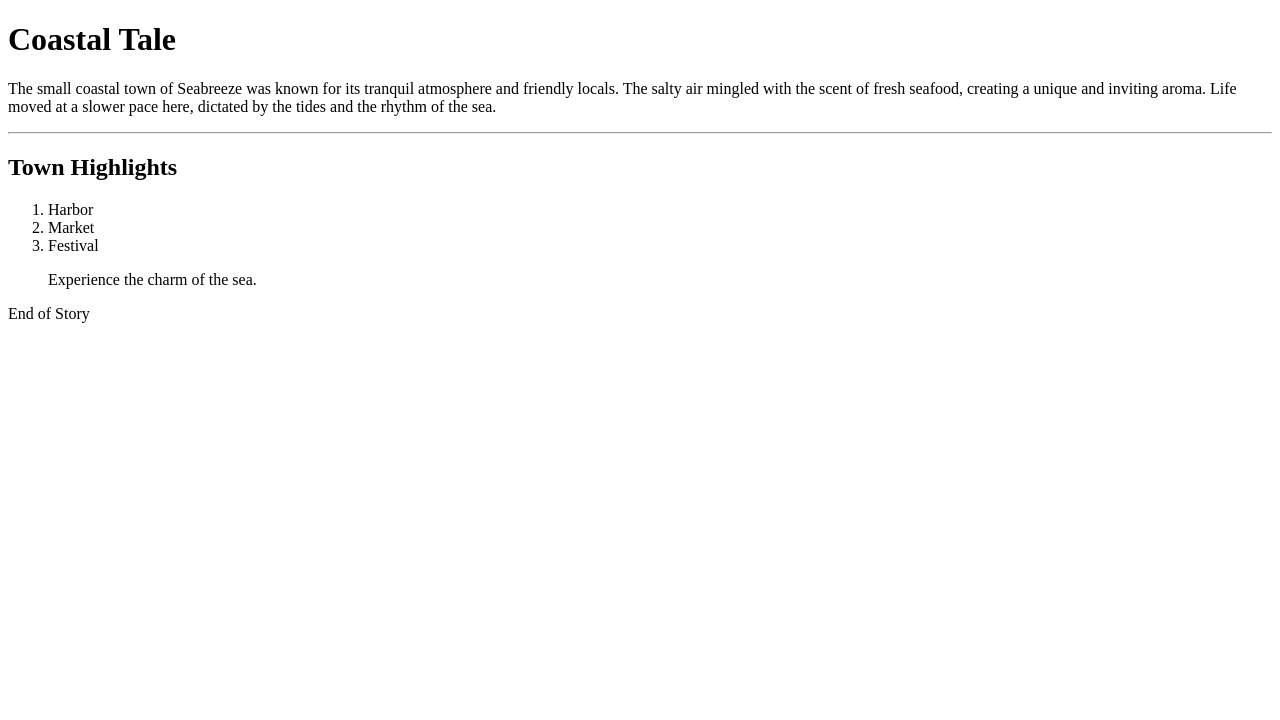 Coastal Tale
The small coastal town of Seabreeze was known for its tranquil atmosphere and friendly locals. The salty air mingled with the scent of fresh seafood, creating a unique and inviting aroma. Life
moved at a slower pace here, dictated by the tides and the rhythm of the sea.
Town Highlights
1. Harbor
2. Market
3. Festival
Experience the charm of the sea.
End of Story